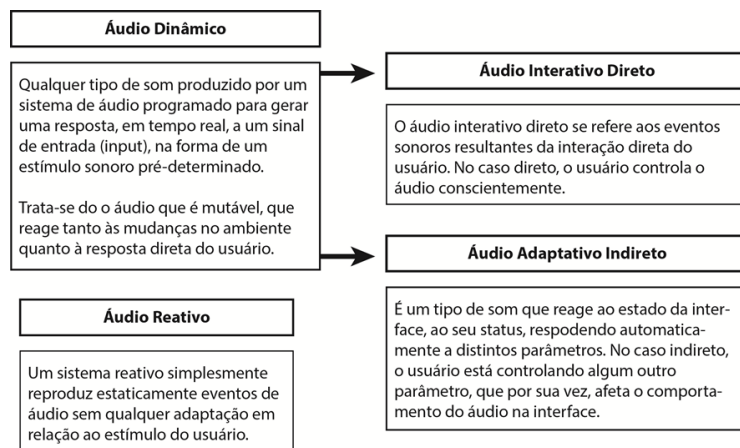 Áudio Dinâmico
Qualquer tipo de som produzido por um
sistema de áudio programado para gerar
uma resposta, em tempo real, a um sinal
de entrada (input), na forma de um
estímulo sonoro pré-determinado.
Trata-se do o áudio que é mutável, que
reage tanto às mudanças no ambiente
quanto à resposta direta do usuário.
Áudio Interativo Direto
O áudio interativo direto se refere aos eventos
sonoros resultantes da interação direta do
usuário. No caso direto, o usuário controla o
áudio conscientemente.
Áudio Adaptativo Indireto
É um tipo de som que reage ao estado da inter-
face, ao seu status, respodendo automatica-
mente a distintos parâmetros. No caso indireto,
o usuário está controlando algum outro
parâmetro, que por sua vez, afeta o comporta-
mento do áudio na interface.
Áudio Reativo
Um sistema reativo simplesmente
reproduz estaticamente eventos de
áudio sem qualquer adaptação em
relação ao estímulo do usuário.